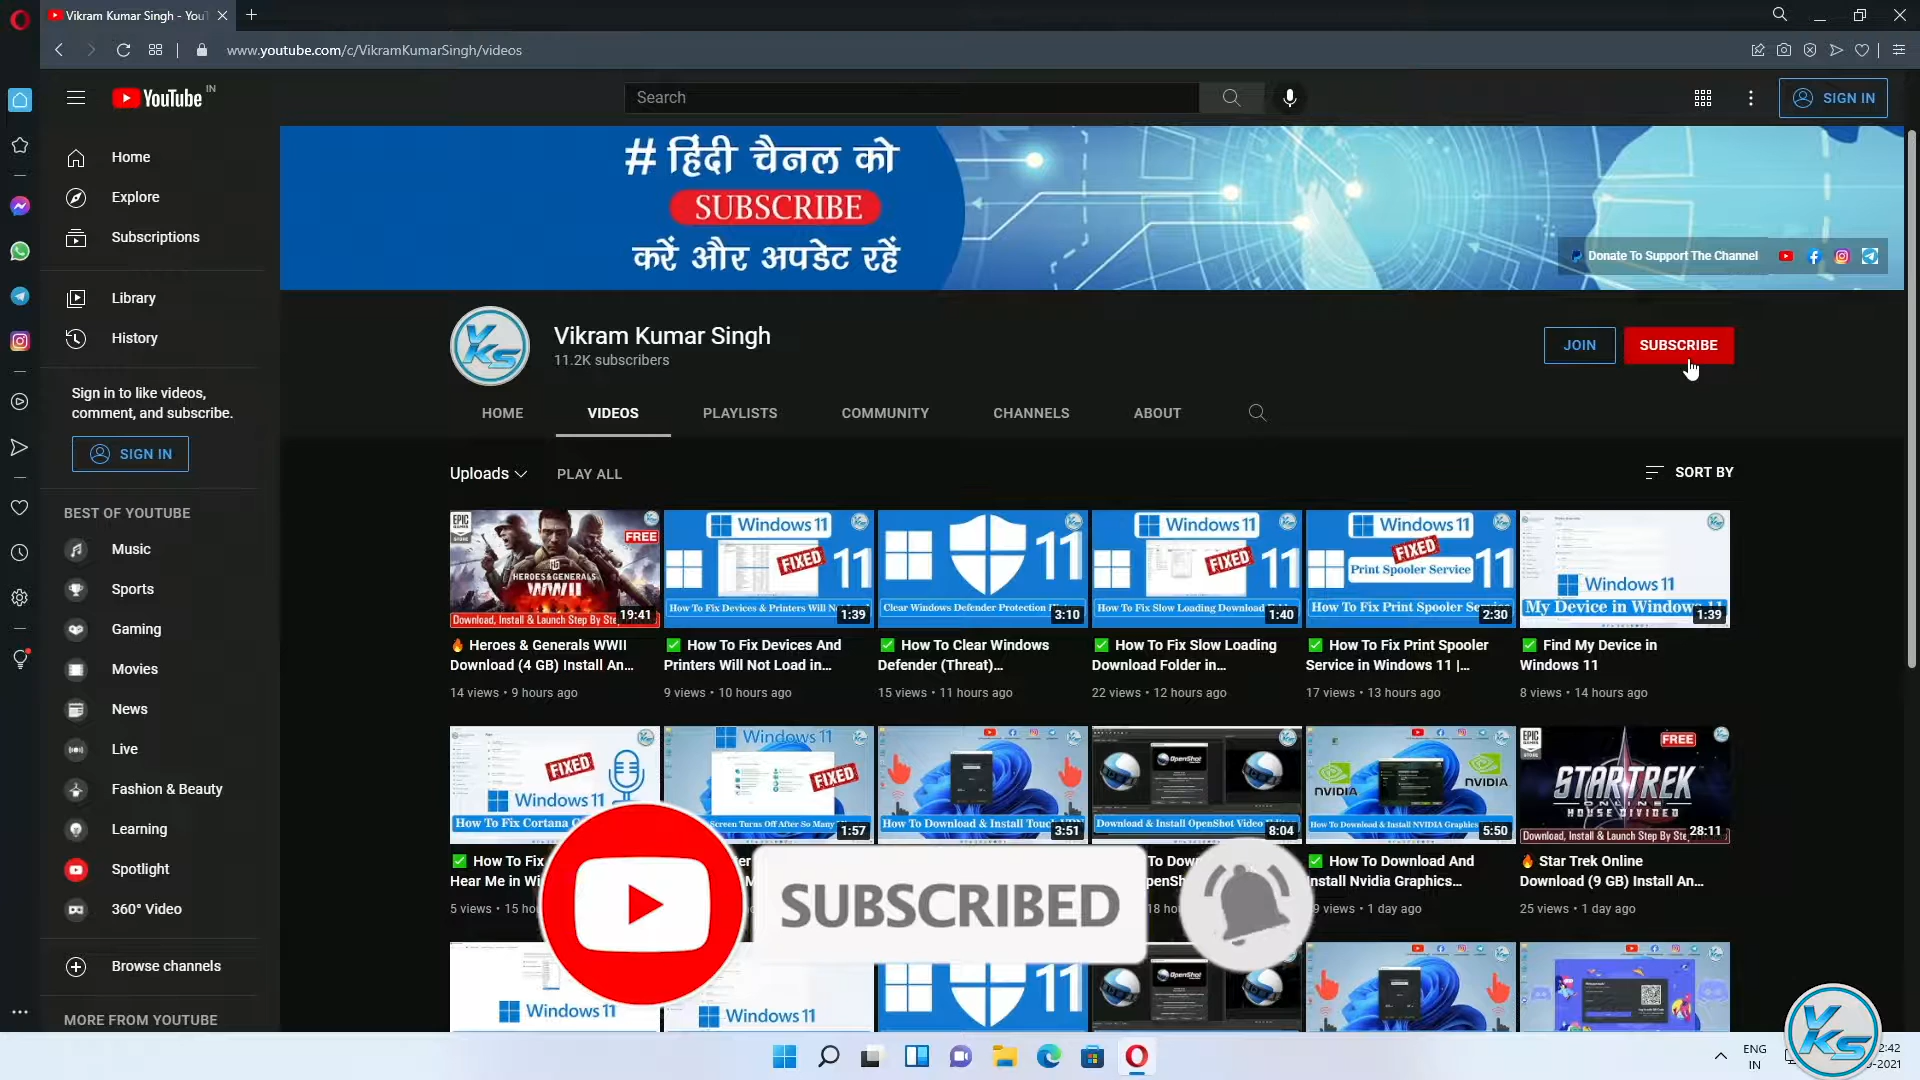 Vikram Kumar Singh - You
www.youtube.com/c/VikramKumarSingh/videos
YouTube IN
Search
SIGN IN
Home
Explore
Subscriptions
Library
History
Sign in to like videos,
comment, and subscribe.
SIGN IN
BEST OF YOUTUBE
Music
Sports
Gaming
Movies
News
Live
Fashion & Beauty
Learning
Spotlight
360° Video
Browse channels
MORE FROM YOUTUBE
# हिंदी चैनल को
SUBSCRIBE
करें और अपडेट रहें
Donate To Support The Channel
VKS
Vikram Kumar Singh
11.2K subscribers
JOIN
SUBSCRIBE
HOME
VIDEOS
PLAYLISTS
COMMUNITY
CHANNELS
ABOUT
Uploads
PLAY ALL
SORT BY
EPIC GAMES STORE
FREE
HEROES & GENERALS
WWII
Download, Install & Launch Step By Ste
19:41
🔥 Heroes & Generals WWII
Download (4 GB) Install An...
14 views • 9 hours ago
Windows 11
FIXED
11
How To Fix Devices & Printers Will N
1:39
✅ How To Fix Devices And
Printers Will Not Load in...
9 views • 10 hours ago
11
Clear Windows Defender Protection
3:10
✅ How To Clear Windows
Defender (Threat)...
15 views • 11 hours ago
Windows 11
FIXED
11
How To Fix Slow Loading Download
1:40
✅ How To Fix Slow Loading
Download Folder in...
22 views • 12 hours ago
Windows 11
FIXED
Print Spooler Service
11
How To Fix Print Spooler Se
2:30
✅ How To Fix Print Spooler
Service in Windows 11 |...
17 views • 13 hours ago
Windows 11
My Device in Windows 11
1:39
✅ Find My Device in
Windows 11
8 views • 14 hours ago
FIXED
Windows 11
How To Fix Cortana
✅ How To Fix
Hear Me in Wi
5 views • 15 ho
Windows 11
FIXED
Screen Turns Off After So Many
1:57
How To Download & Install Touch VPN
3:51
OpenShot
Download & Install OpenShot Video Edit
8:04
To Dow
penSh
18 ho
NVIDIA
NVIDIA
How To Download & Install NVIDIA Graphics
5:50
✅ How To Download And
Install Nvidia Graphics...
9 views • 1 day ago
EPIC GAMES STORE
FREE
STAR TREK
ONLINE
HOUSE DIVIDED
Download, Install & Launch Step By Ste
28:11
🔥 Star Trek Online
Download (9 GB) Install An...
25 views • 1 day ago
SUBSCRIBED
Windows 11
Windows 11
11
OpenShot
ENG
IN
2:42
-2021
VKS